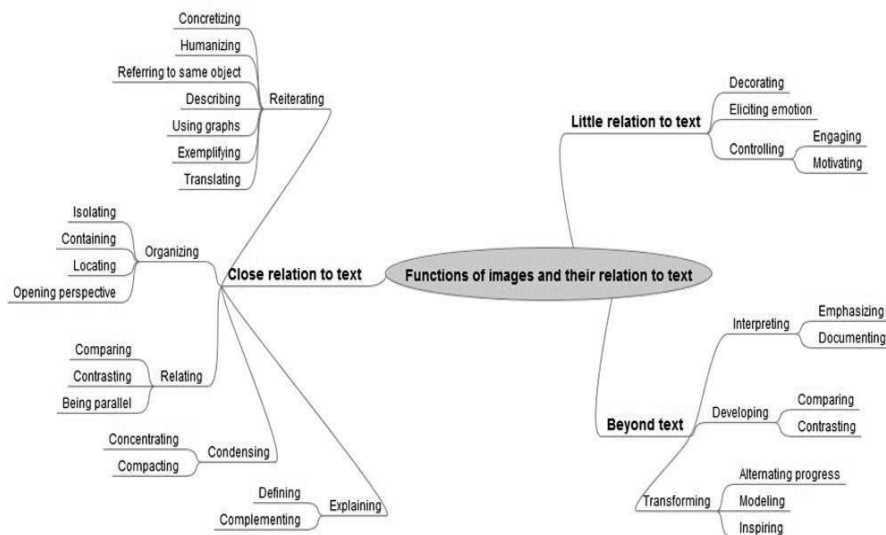 Functions of images and their relation to text
Close relation to text
Reiterating
Concretizing
Humanizing
Referring to same object
Describing
Using graphs
Exemplifying
Translating
Organizing
Isolating
Containing
Locating
Opening perspective
Relating
Comparing
Contrasting
Being parallel
Condensing
Concentrating
Compacting
Explaining
Defining
Complementing
Little relation to text
Decorating
Eliciting emotion
Controlling
Engaging
Motivating
Beyond text
Interpreting
Emphasizing
Documenting
Developing
Comparing
Contrasting
Transforming
Alternating progress
Modeling
Inspiring